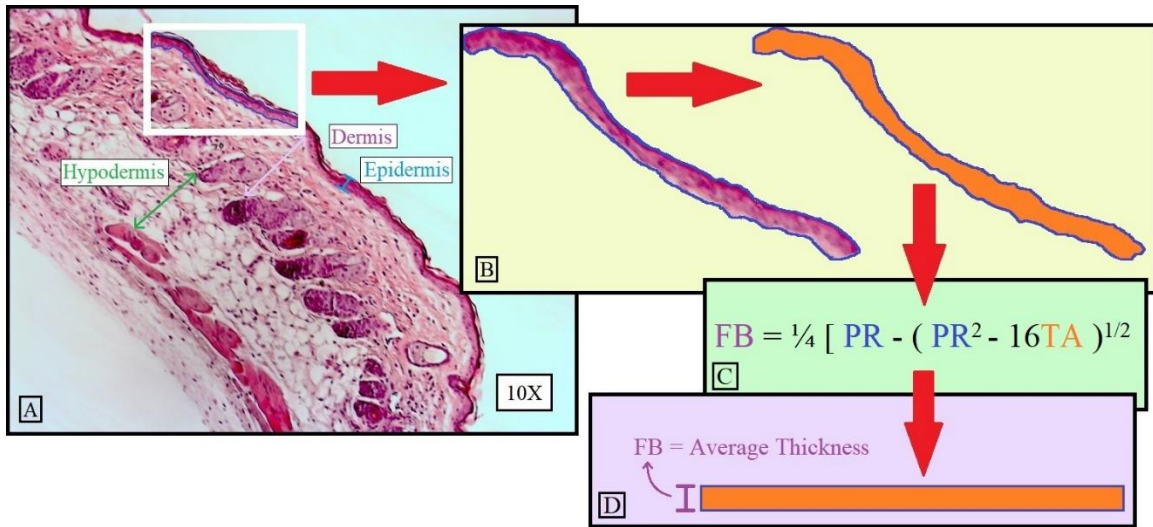 Dermis
Hypodermis
Epidermis
A
10X
B
FB = ¼ [ PR - ( PR² - 16TA )¹/²
C
FB = Average Thickness
D